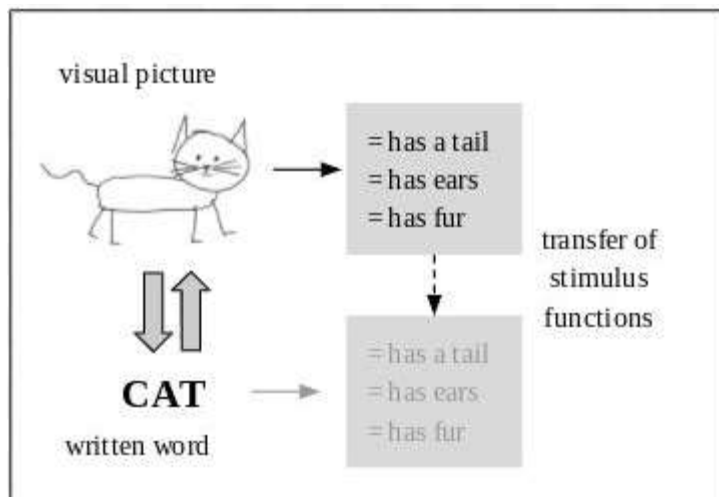 visual picture
= has a tail
= has ears
= has fur
transfer of
stimulus
functions
CAT
written word
= has a tail
= has ears
= has fur